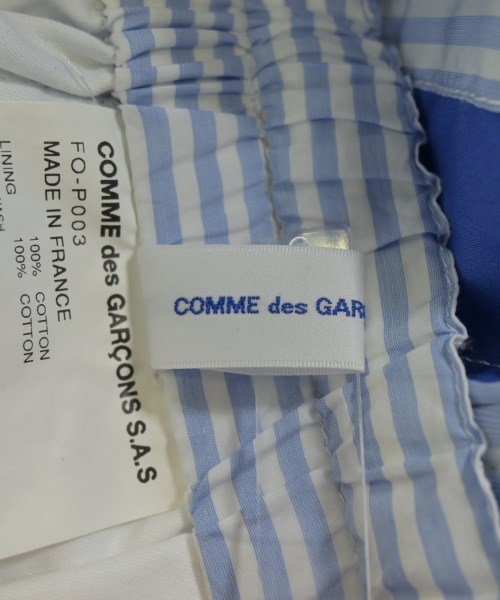 COMME des GARÇONS S.A.S
FO-P003
MADE IN FRANCE
100% COTTON
LINING 100% COTTON
COMME des GAR